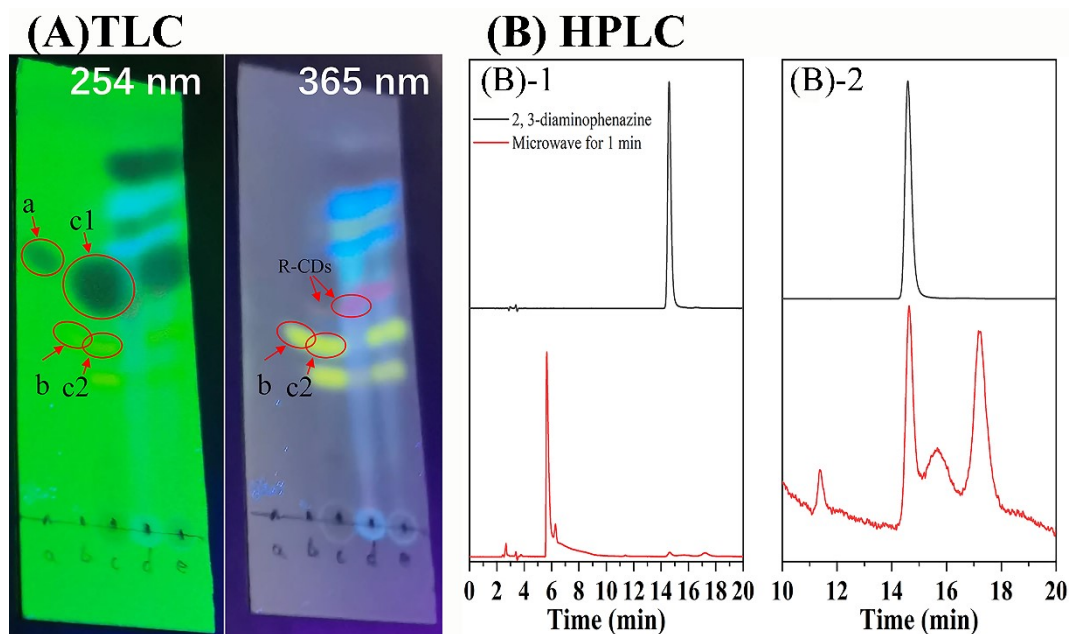 (A)TLC
254 nm
365 nm
a
c1
b
c2
R-CDs
b
c2
a b c d e
a b c d e
(B) HPLC
(B)-1
2, 3-diaminophenazine
Microwave for 1 min
0 2 4 6 8 10 12 14 16 18 20
Time (min)
(B)-2
10 12 14 16 18 20
Time (min)